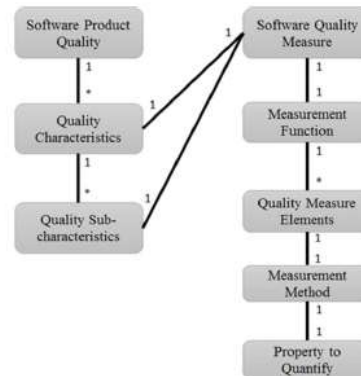 Software Product
Quality
1
*
Quality
Characteristics
1
1
*
Quality Sub-
characteristics
1
1
Software Quality
Measure
1
1
Measurement
Function
1
*
Quality Measure
Elements
1
1
Measurement
Method
1
1
Property to
Quantify